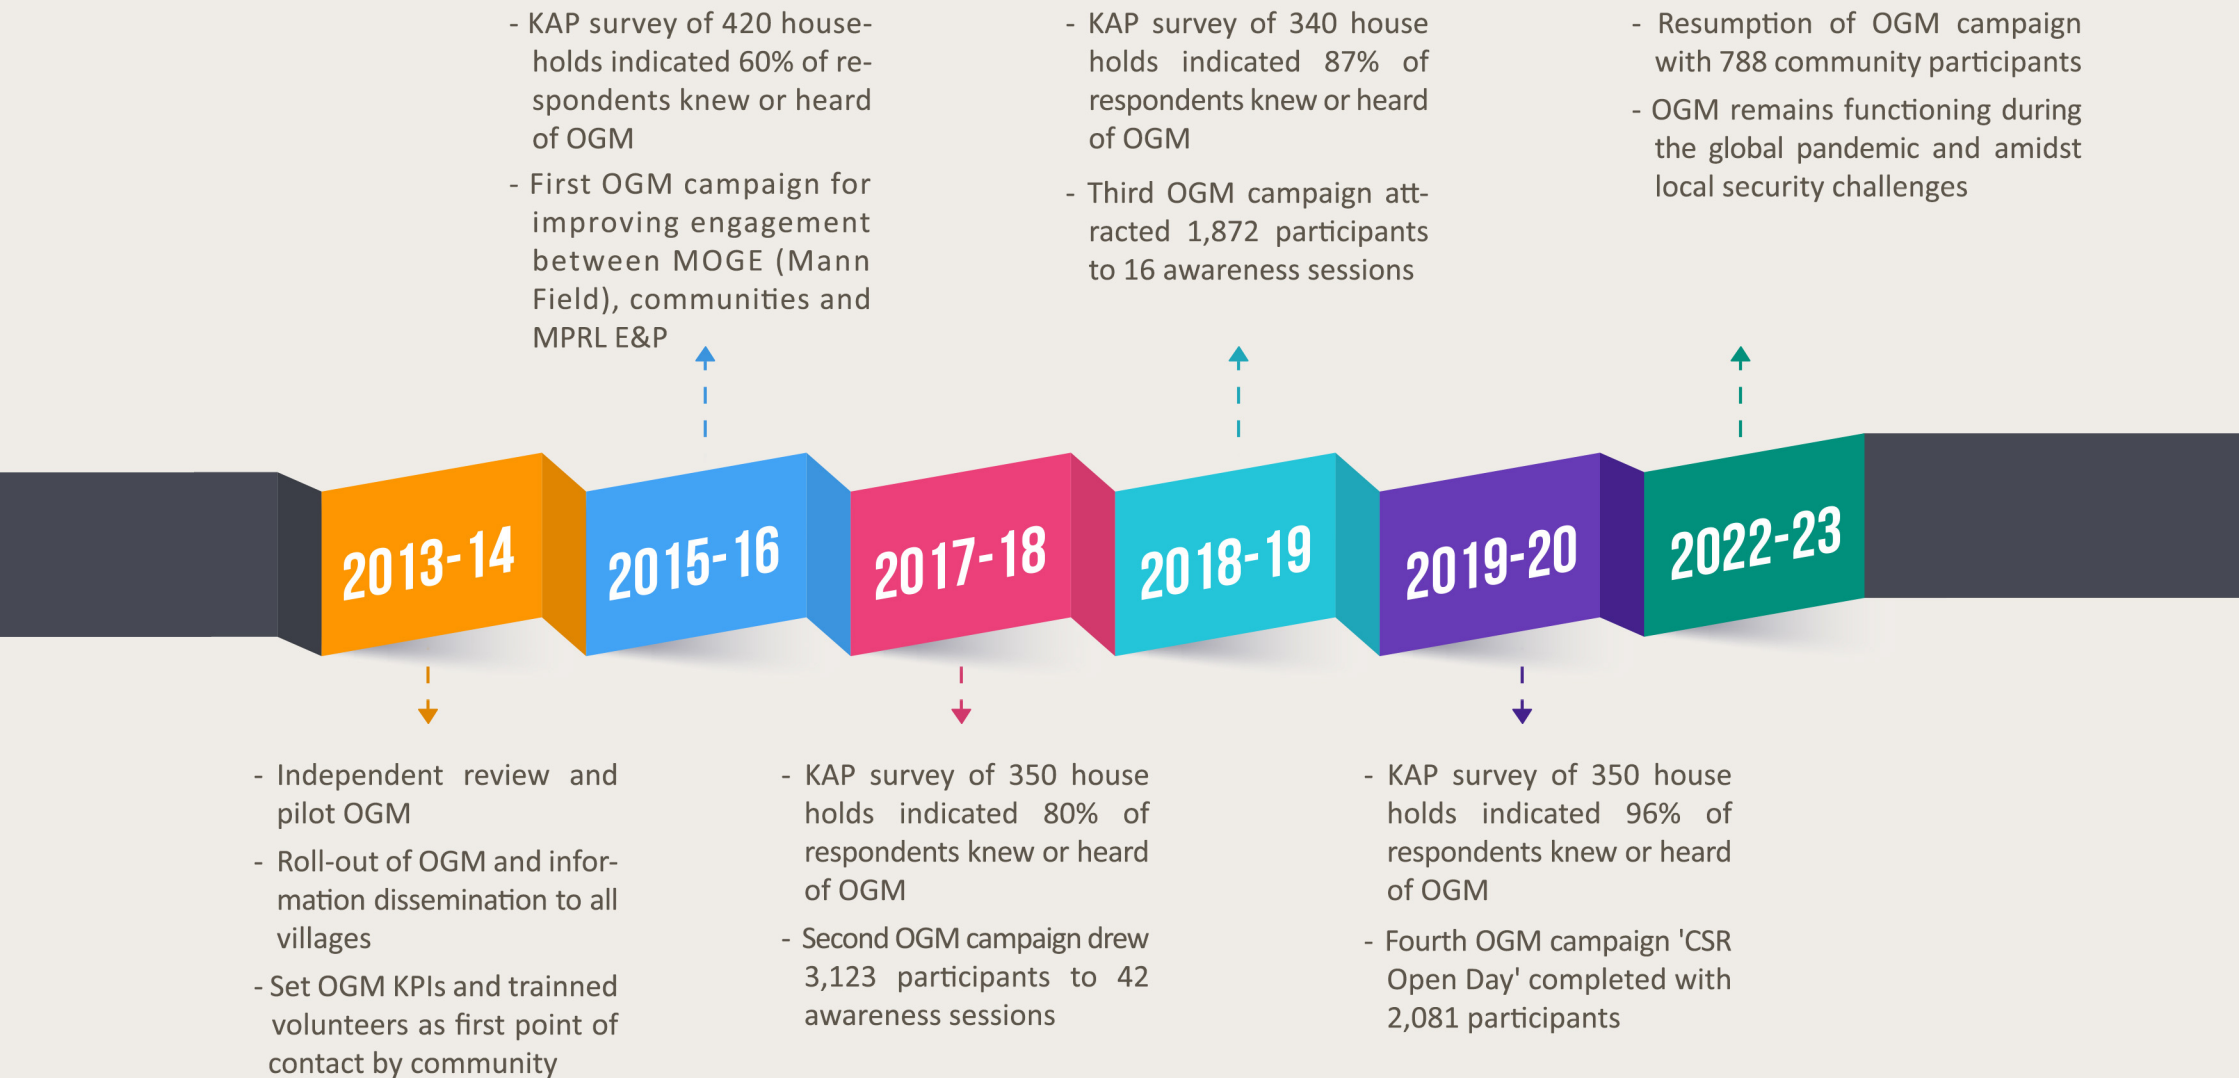 - KAP survey of 420 house-
holds indicated 60% of re-
spondents knew or heard
of OGM
- First OGM campaign for
improving engagement
between MOGE (Mann
Field), communities and
MPRL E&P
- KAP survey of 340 house
holds indicated 87% of
respondents knew or heard
of OGM
- Third OGM campaign att-
racted 1,872 participants
to 16 awareness sessions
- Resumption of OGM campaign
with 788 community participants
- OGM remains functioning during
the global pandemic and amidst
local security challenges
2013-14
2015-16
2017-18
2018-19
2019-20
2022-23
- Independent review and
pilot OGM
- Roll-out of OGM and infor-
mation dissemination to all
villages
- Set OGM KPIs and trainned
volunteers as first point of
contact by community
- KAP survey of 350 house
holds indicated 80% of
respondents knew or heard
of OGM
- Second OGM campaign drew
3,123 participants to 42
awareness sessions
- KAP survey of 350 house
holds indicated 96% of
respondents knew or heard
of OGM
- Fourth OGM campaign 'CSR
Open Day' completed with
2,081 participants